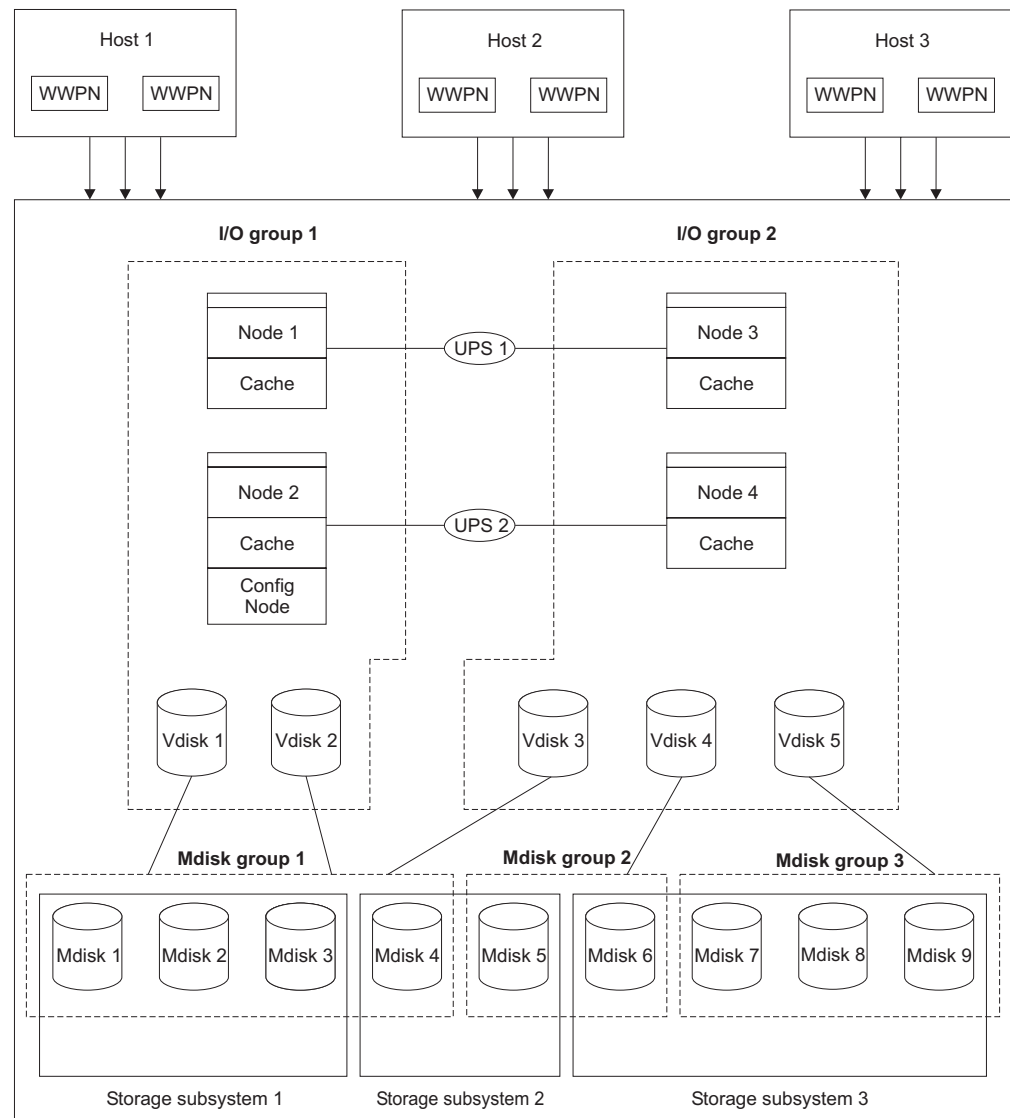 Host 1
WWPN WWPN
Host 2
WWPN WWPN
Host 3
WWPN WWPN
I/O group 1
I/O group 2
Node 1
Cache
UPS 1
Node 3
Cache
Node 2
Cache
Config
Node
UPS 2
Node 4
Cache
Vdisk 1
Vdisk 2
Vdisk 3
Vdisk 4
Vdisk 5
Mdisk group 1
Mdisk group 2
Mdisk group 3
Mdisk 1
Mdisk 2
Mdisk 3
Mdisk 4
Mdisk 5
Mdisk 6
Mdisk 7
Mdisk 8
Mdisk 9
Storage subsystem 1
Storage subsystem 2
Storage subsystem 3